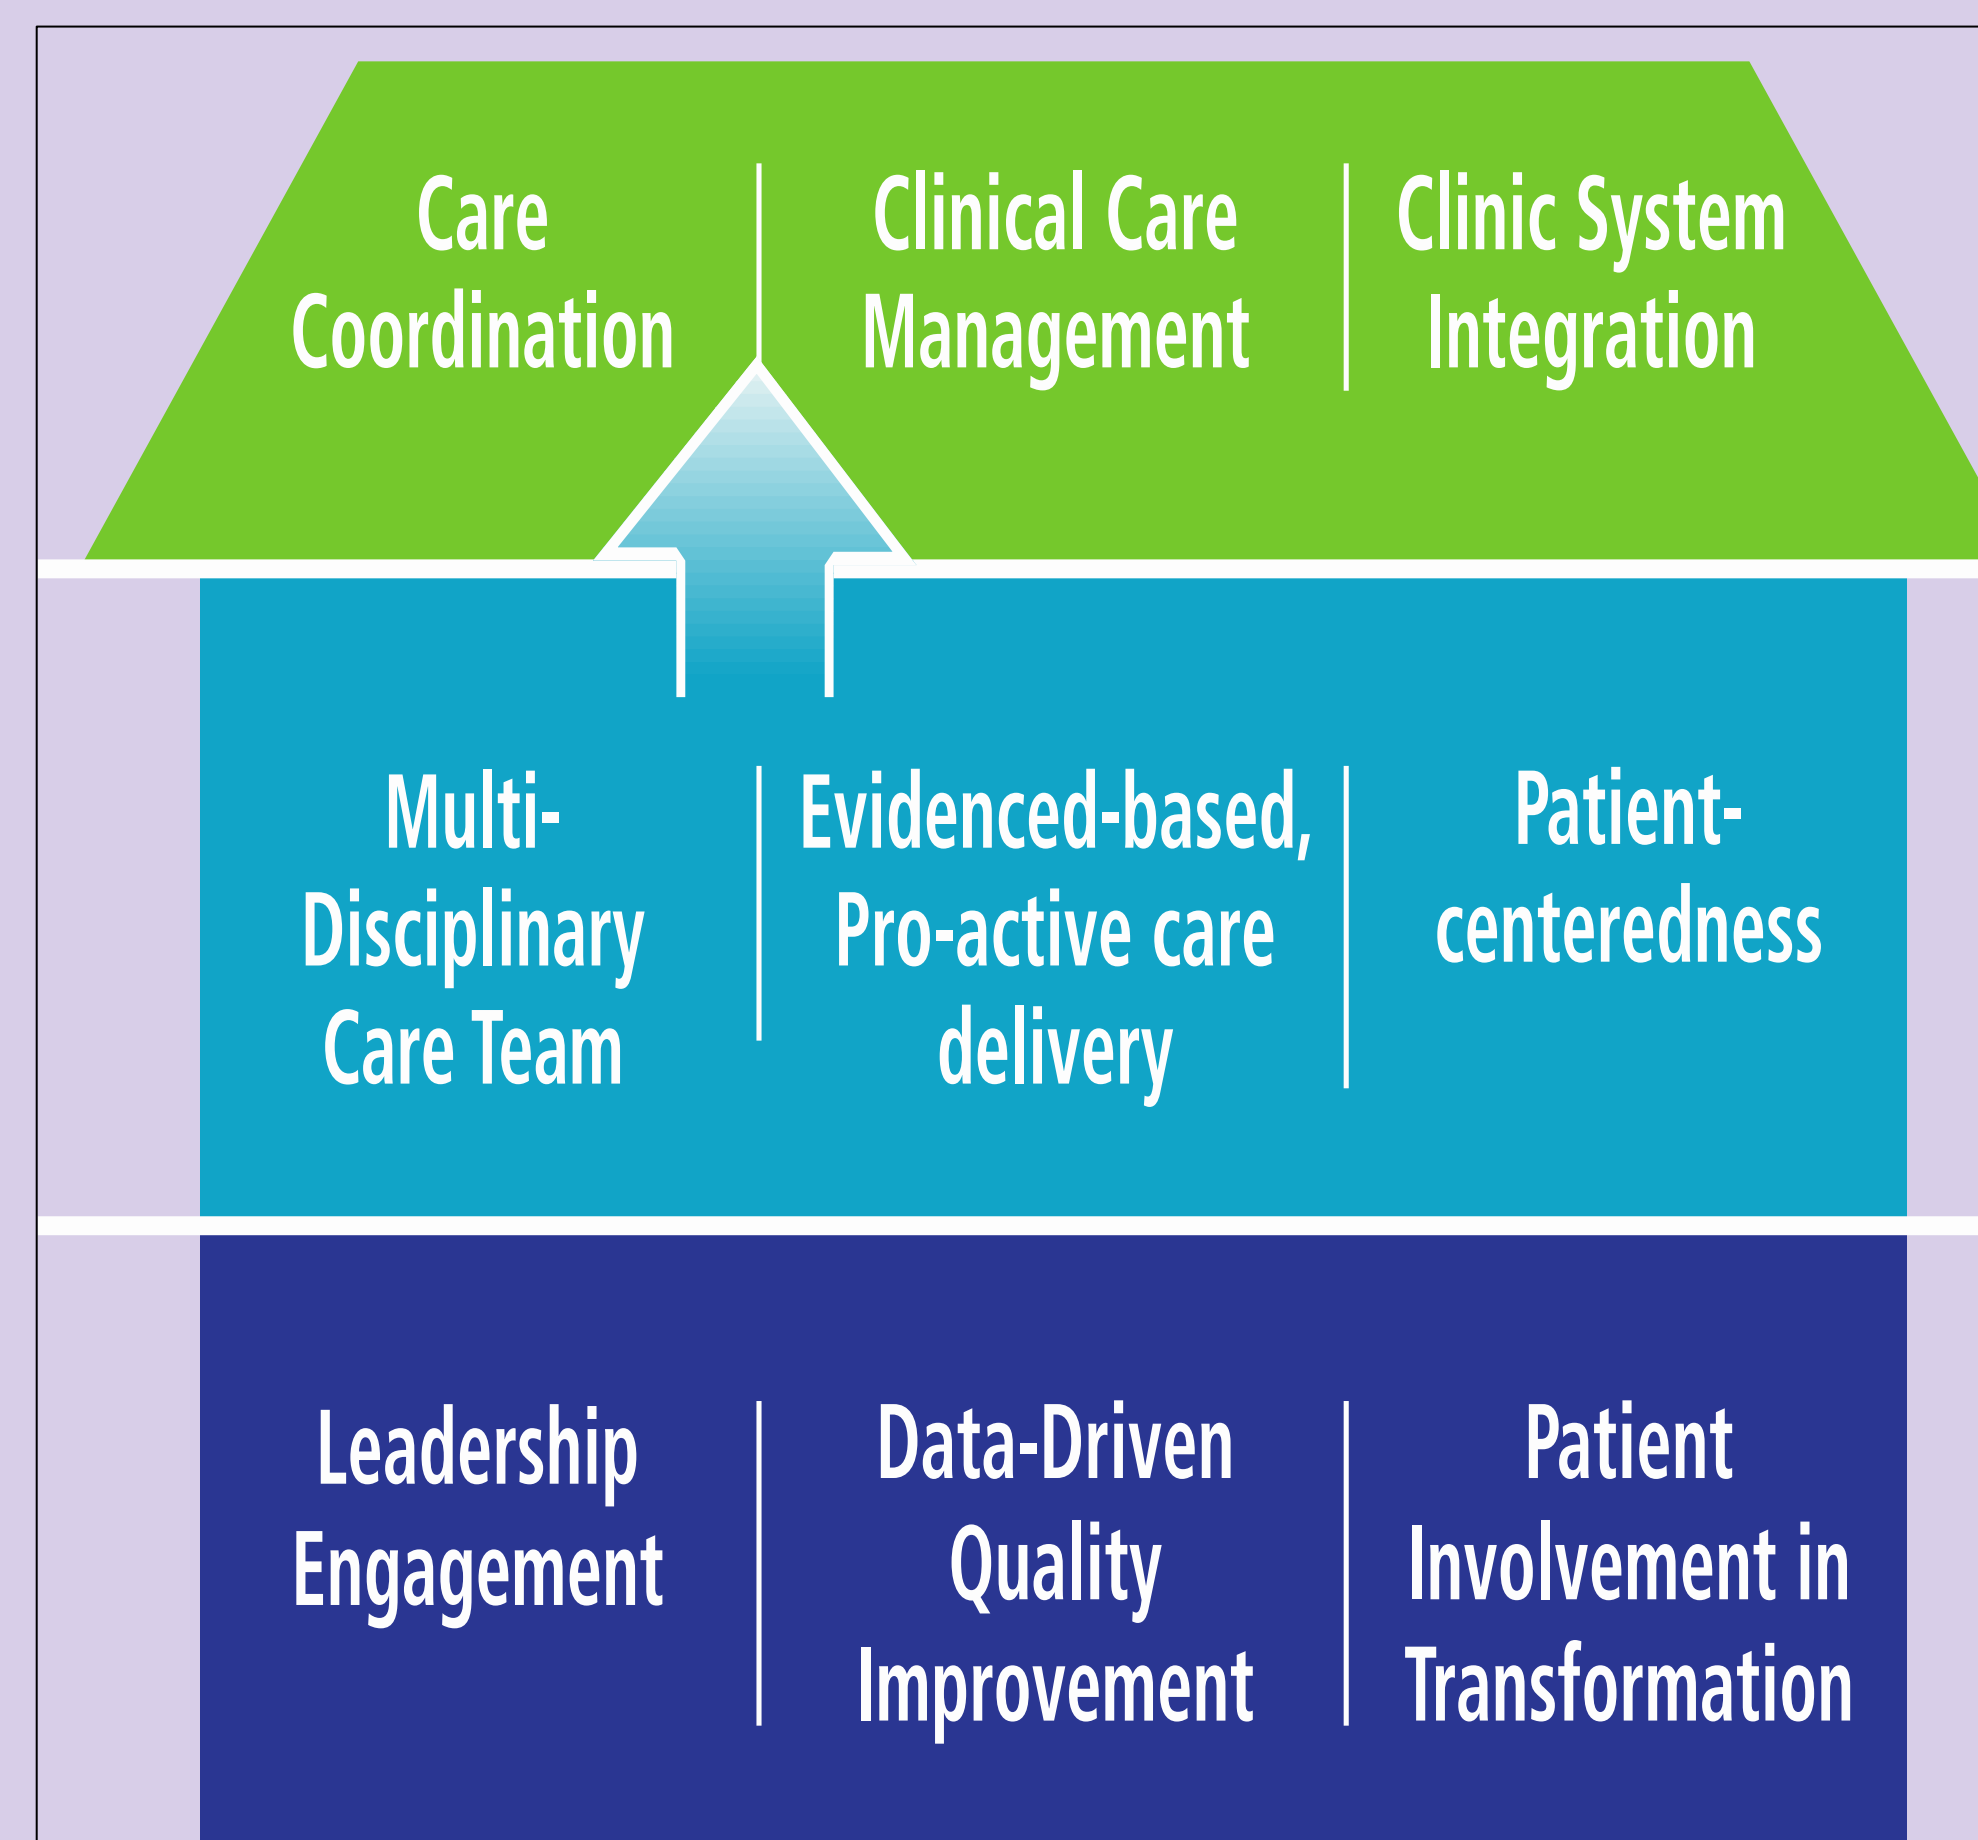 Care
Coordination
Clinical Care
Management
Clinic System
Integration
Multi-
Disciplinary
Care Team
Evidenced-based,
Pro-active care
delivery
Patient-
centeredness
Leadership
Engagement
Data-Driven
Quality
Improvement
Patient
Involvement in
Transformation